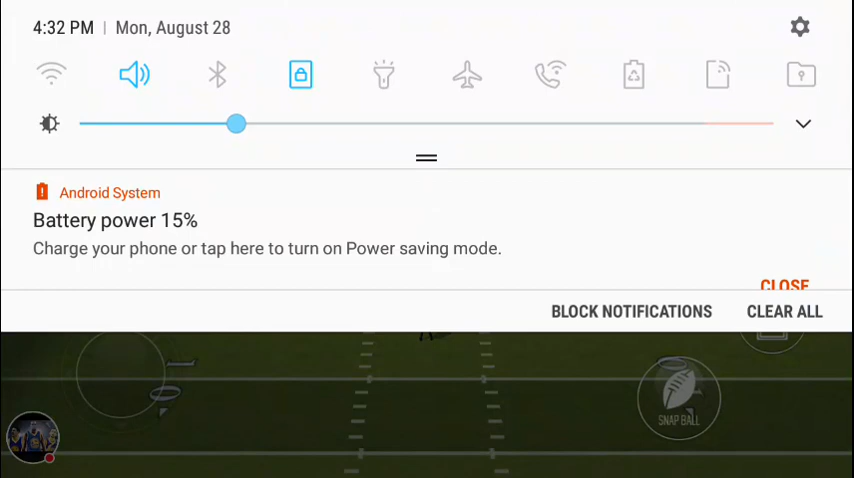 4:32 PM | Mon, August 28
Android System
Battery power 15%
Charge your phone or tap here to turn on Power saving mode.
CLOSE
BLOCK NOTIFICATIONS CLEAR ALL
SNAP BALL